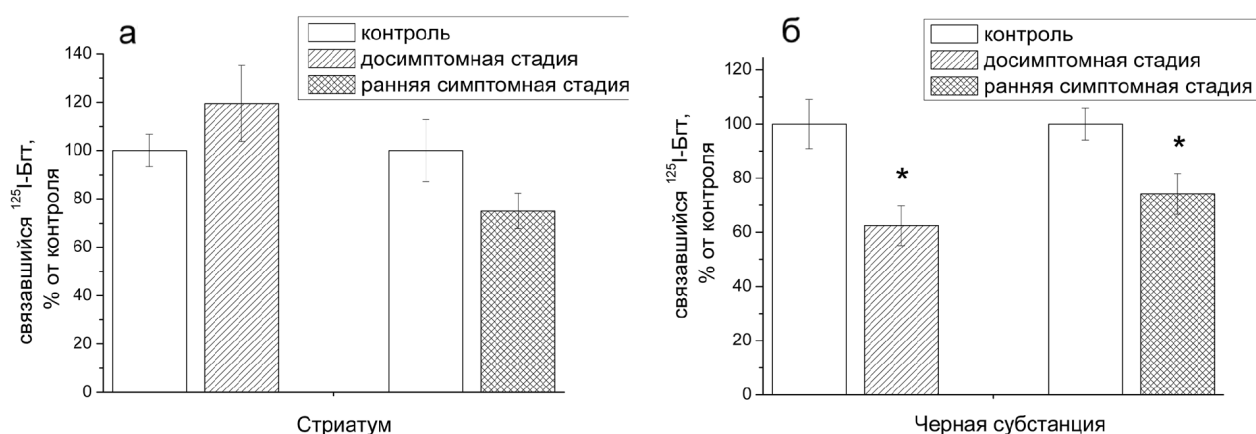 а
контроль
досимптомная стадия
ранняя симптомная стадия
140
120
100
80
60
40
20
0
связавшийся ¹²⁵I-Бгт,
% от контроля
Стриатум
б
контроль
досимптомная стадия
ранняя симптомная стадия
120
100
80
60
40
20
0
связавшийся ¹²⁵I-Бгт,
% от контроля
*
*
Черная субстанция